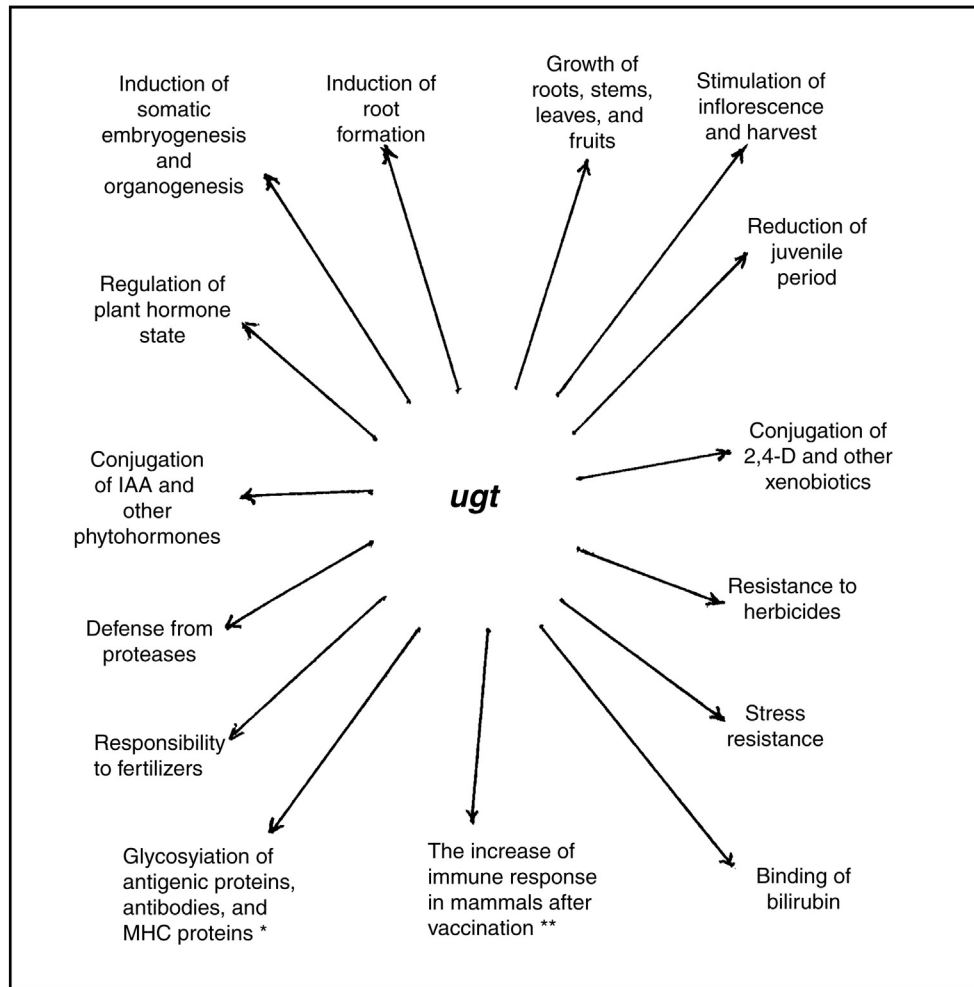 Induction of
somatic
embryogenesis
and
organogenesis
Induction of
root
formation
Growth of
roots, stems,
leaves, and
fruits
Stimulation of
inflorescence
and harvest
Reduction of
juvenile
period
Regulation of
plant hormone
state
Conjugation of
2,4-D and other
xenobiotics
Conjugation
of IAA and
other
phytohormones
ugt
Resistance to
herbicides
Defense from
proteases
Stress
resistance
Responsibility
to fertilizers
Glycosyiation of
antigenic proteins,
antibodies, and
MHC proteins *
The increase of
immune response
in mammals after
vaccination **
Binding of
bilirubin